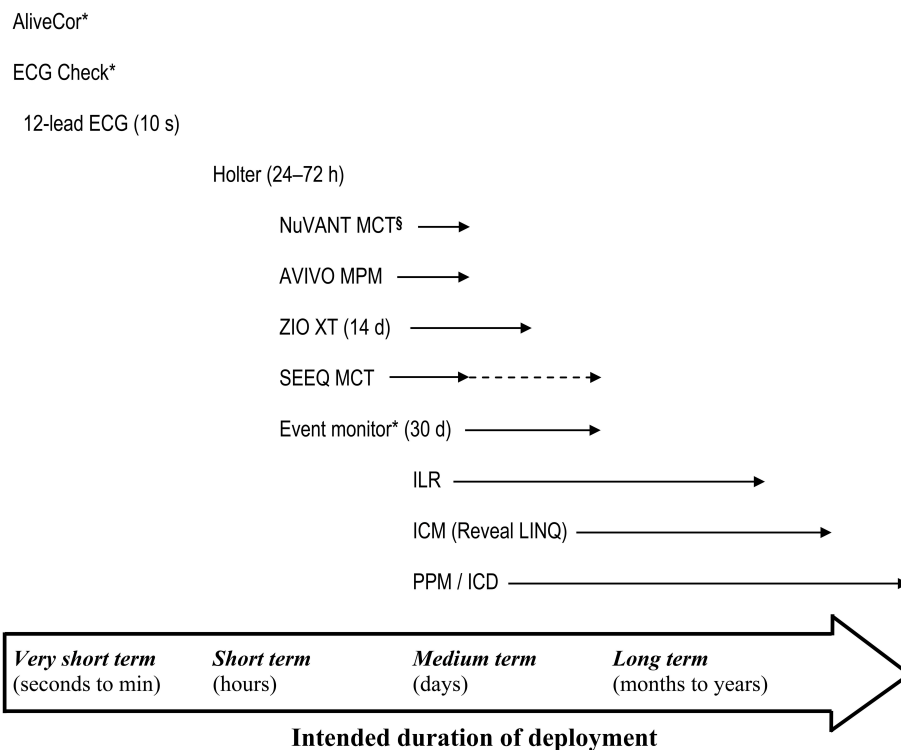 AliveCor*
ECG Check*
12-lead ECG (10 s)
Holter (24–72 h)
NuVANT MCT§
AVIVO MPM
ZIO XT (14 d)
SEEQ MCT
Event monitor* (30 d)
ILR
ICM (Reveal LINQ)
PPM / ICD
Very short term Short term Medium term Long term
(seconds to min) (hours) (days) (months to years)
Intended duration of deployment